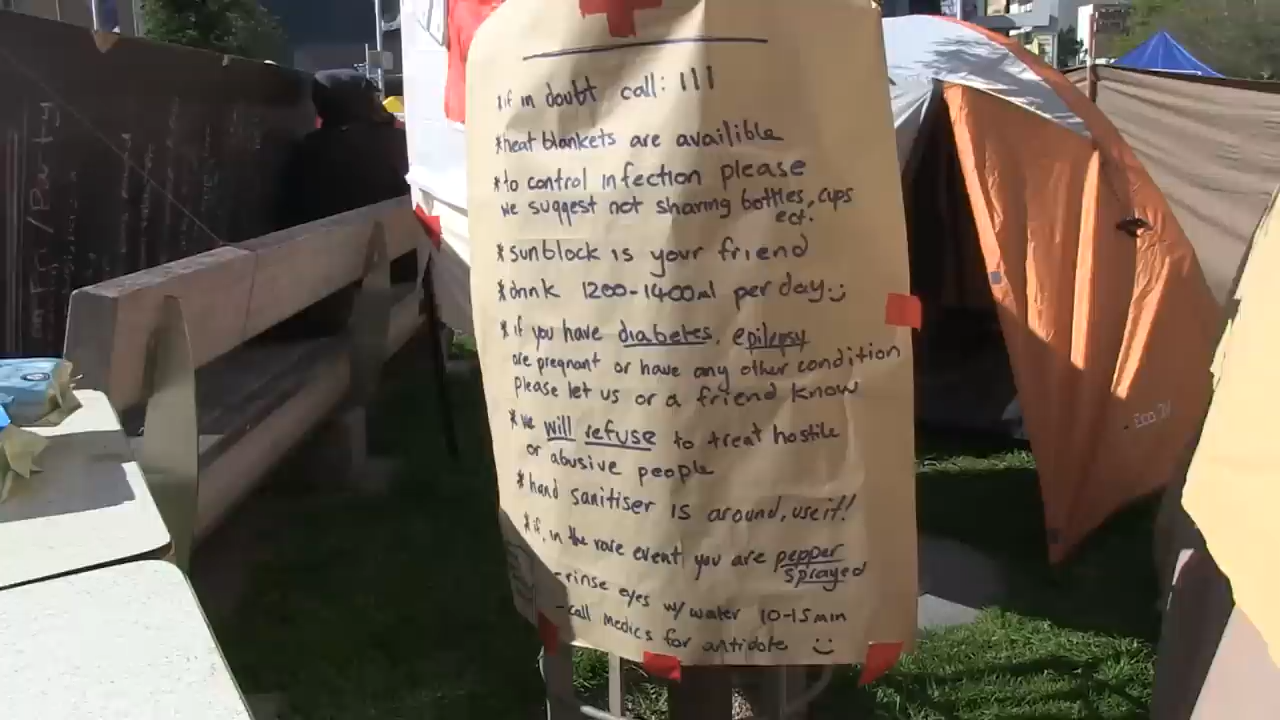 *if in doubt call: 111
*heat blankets are availible
*to control infection please
we suggest not sharing bottles, cups
ect.
*sunblock is your friend
*drink 1200-1400ml per day :)
*if you have diabetes, epilepsy
are pregnant or have any other condition
please let us or a friend know
*we will refuse to treat hostile
or abusive people
*hand sanitiser is around, use it!
*if, in the rare event, you are pepper
sprayed
-rinse eyes w/water 10-15min
-call medics for antidote :)